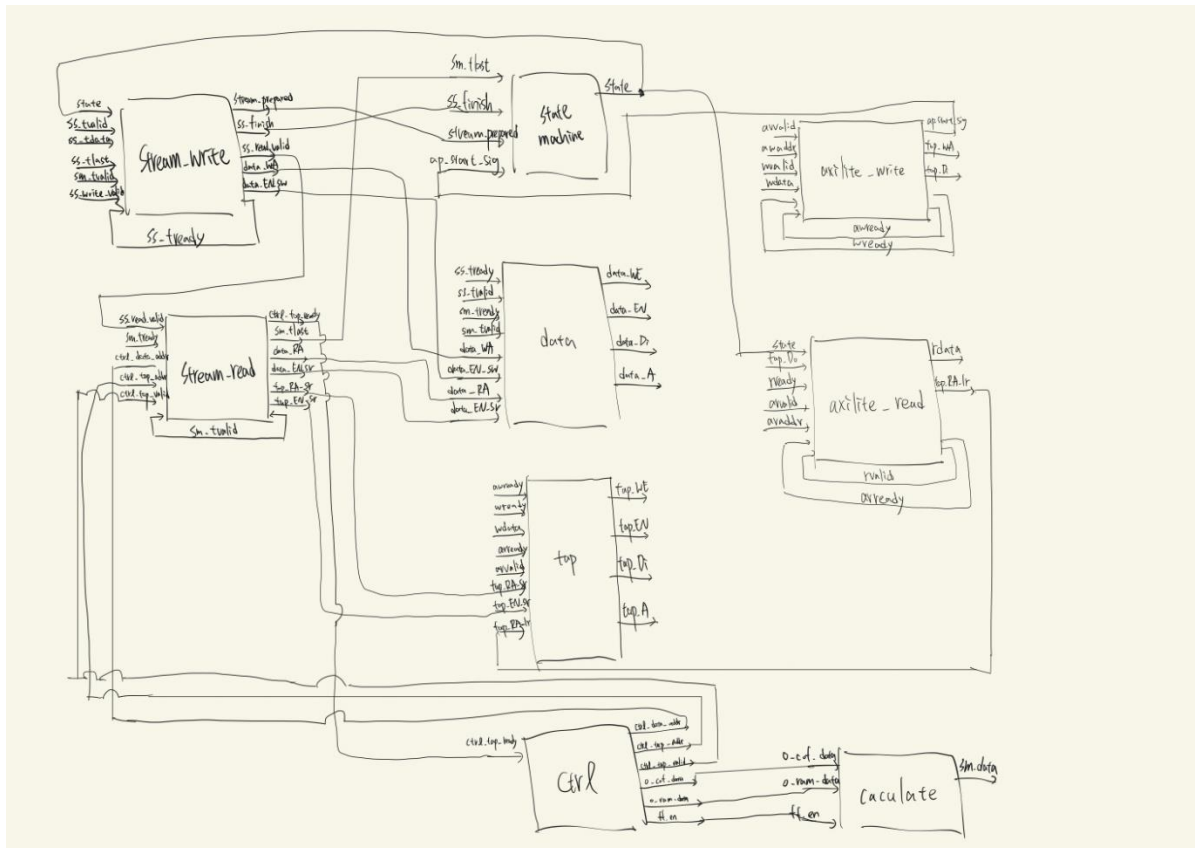 state
ss_tvalid
ss_tdata
ss_tlast
sm_tvalid
ss_write_valid
Stream_write
stream_prepared
ss_finish
ss_read_valid
data_WA
data_EN_sw
ss_tready
sm_tlast
ss_finish
stream_prepared
ap_start_sig
state machine
state
awvalid
awaddr
wvalid
wdata
axilite_write
tap_WA
tap_Di
awready
wready
ss_read_valid
sm_tready
ctrl_data_addr
ctrl_tap_addr
ctrl_tap_valid
Stream_read
ctrl_tap_ready
sm_tlast
data_RA
data_EN_sr
tap_RA_sr
tap_EN_sr
sm_tvalid
ss_tready
ss_tvalid
sm_tready
sm_tvalid
data_WA
data_EN_sw
data_RA
data_EN_sr
data
data_WE
data_EN
data_Di
data_A
state
tap_Do
rready
arvalid
araddr
axilite_read
rdata
tap_RA_lr
rvalid
arready
awready
wready
wdata
arready
arvalid
tap_RA_sr
tap_EN_sr
tap_RA_lr
tap
tap_WE
tap_EN
tap_Di
tap_A
ctrl_tap_ready
Ctrl
ctrl_data_addr
ctrl_tap_addr
ctrl_tap_valid
o_cof_data
o_ram_data
ff_en
o_cof_data
o_ram_data
ff_en
caculate
sm_data